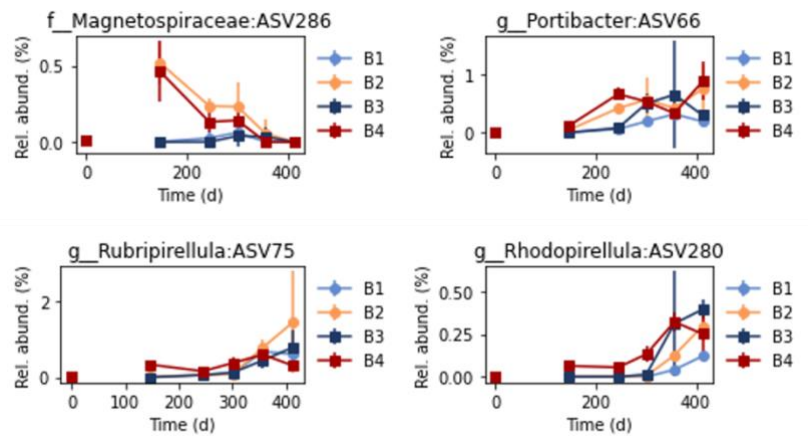 f__Magnetospiraceae:ASV286
Rel. abund. (%)
0.5
0.0
0 200 400
Time (d)
B1
B2
B3
B4
g__Portibacter:ASV66
Rel. abund. (%)
1
0
0 200 400
Time (d)
B1
B2
B3
B4
g__Rubripirellula:ASV75
Rel. abund. (%)
2
0
0 100 200 300 400
Time (d)
B1
B2
B3
B4
g__Rhodopirellula:ASV280
Rel. abund. (%)
0.50
0.25
0.00
0 200 400
Time (d)
B1
B2
B3
B4